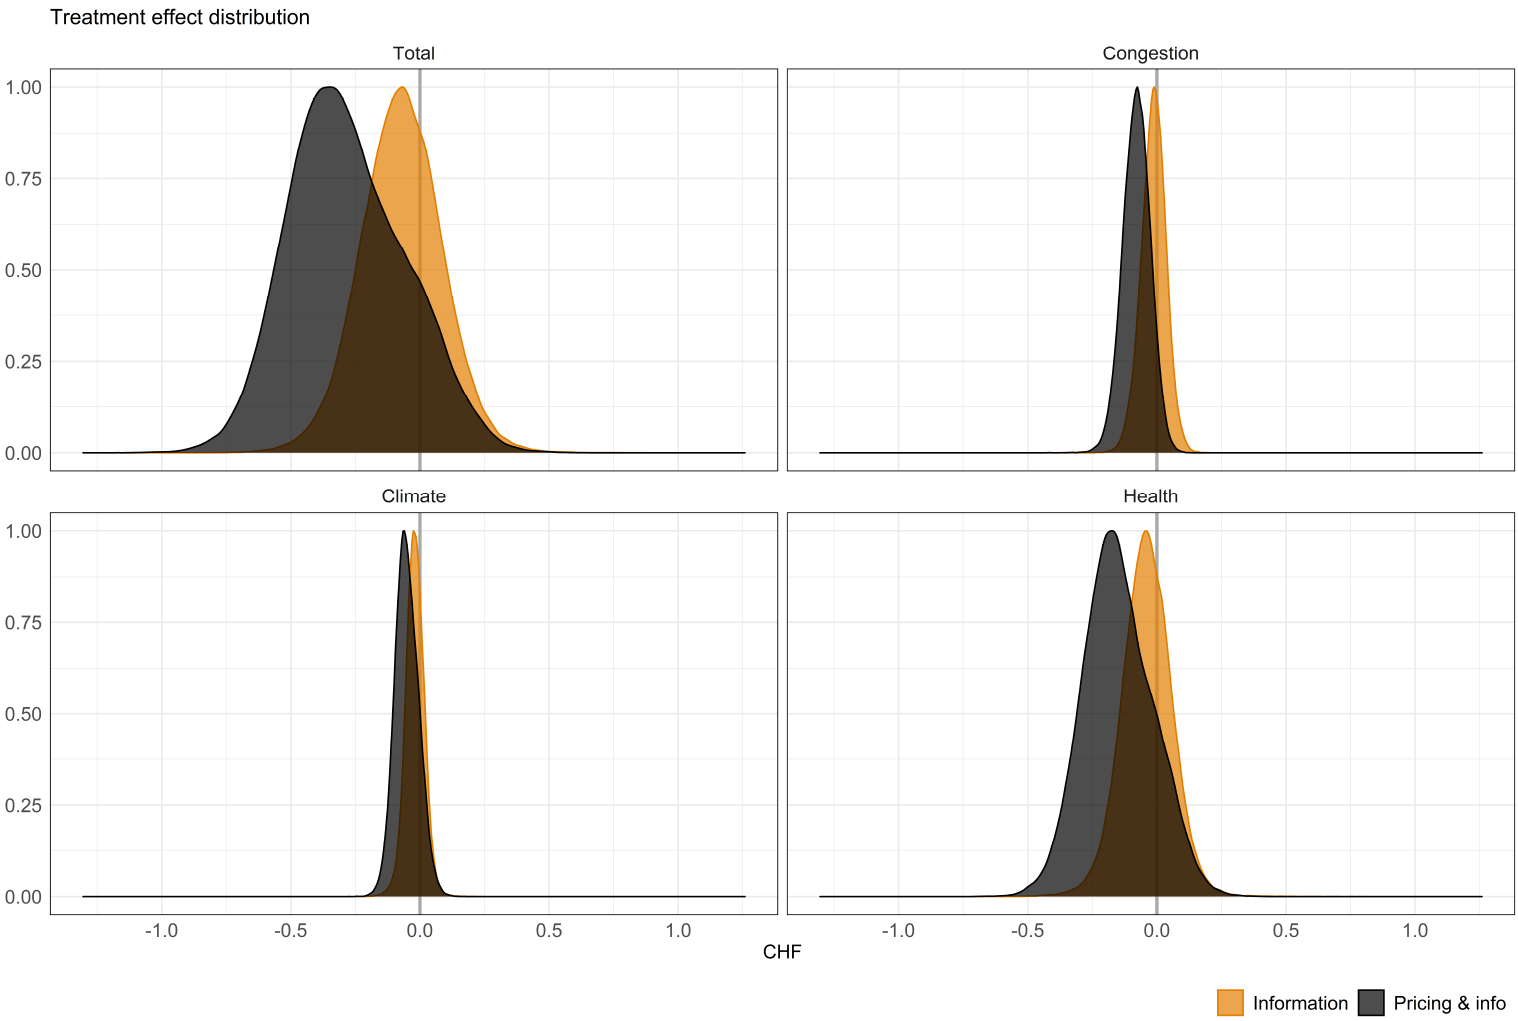 Treatment effect distribution
Total
Congestion
1.00
0.75
0.50
0.25
0.00
Climate
Health
1.00
0.75
0.50
0.25
0.00
-1.0 -0.5 0.0 0.5 1.0
-1.0 -0.5 0.0 0.5 1.0
CHF
Information Pricing & info